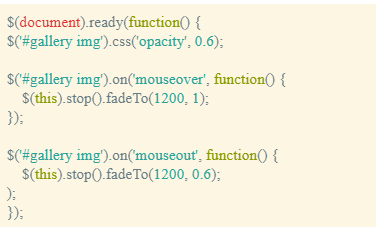 $(document).ready(function() {
$('#gallery img').css('opacity', 0.6);
$('#gallery img').on('mouseover', function() {
$(this).stop().fadeTo(1200, 1);
});
$('#gallery img').on('mouseout', function() {
$(this).stop().fadeTo(1200, 0.6);
);
});